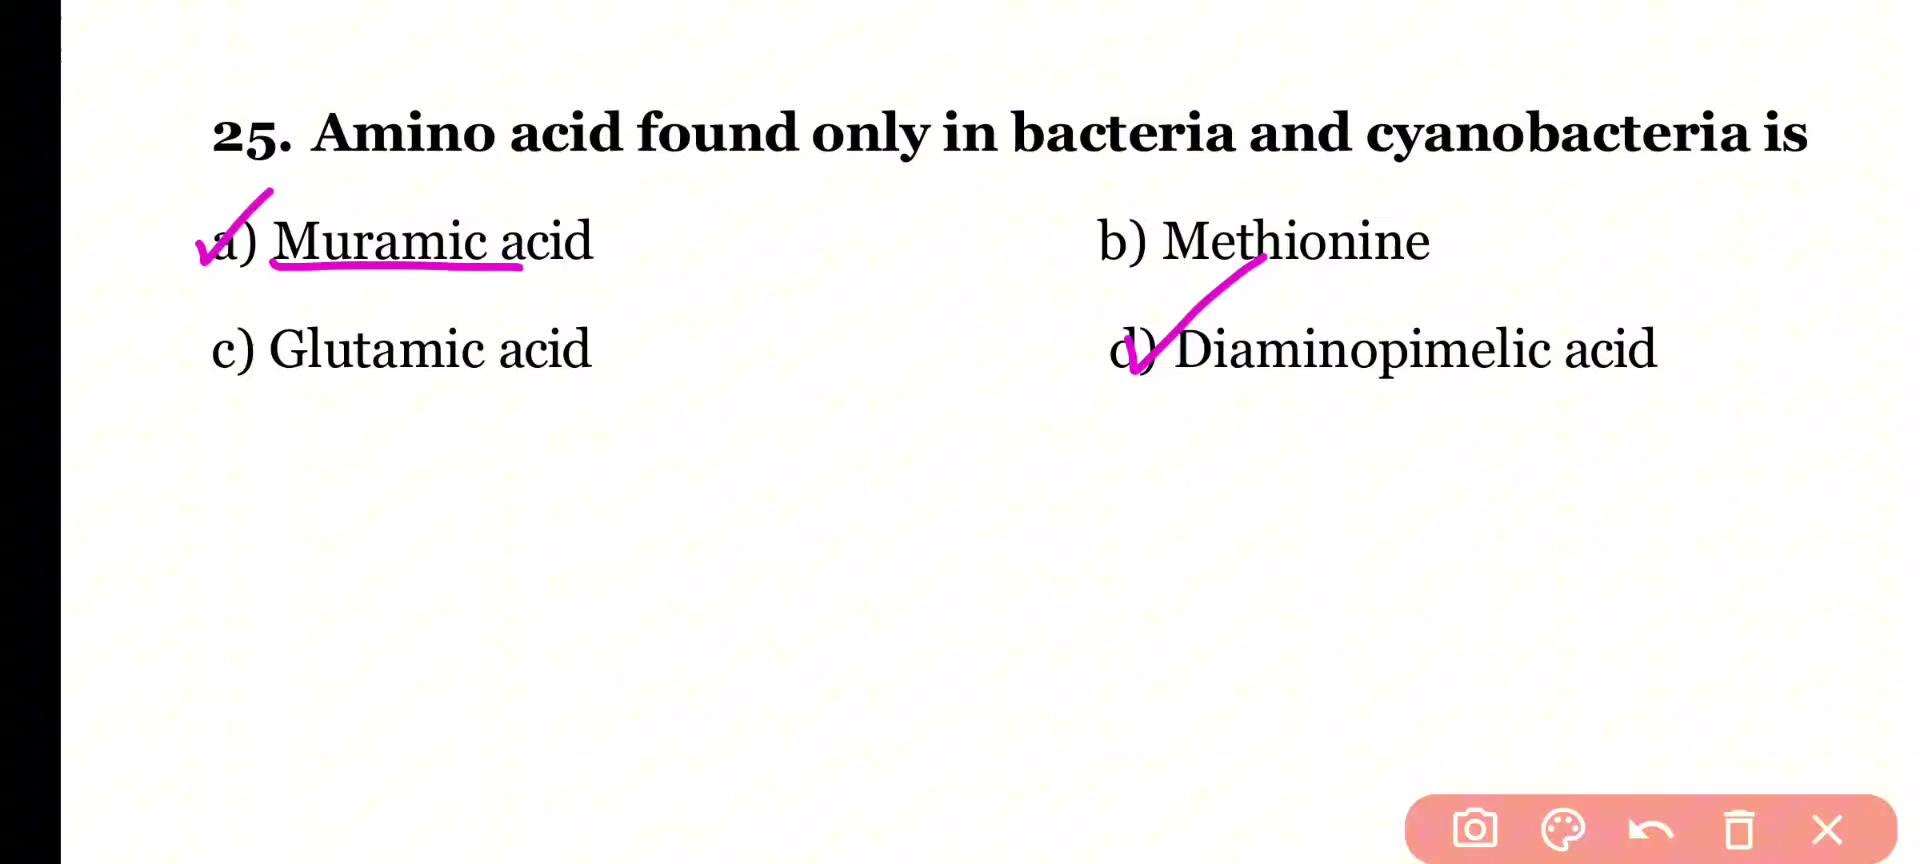 25. Amino acid found only in bacteria and cyanobacteria is
a) Muramic acid
b) Methionine
c) Glutamic acid
d) Diaminopimelic acid